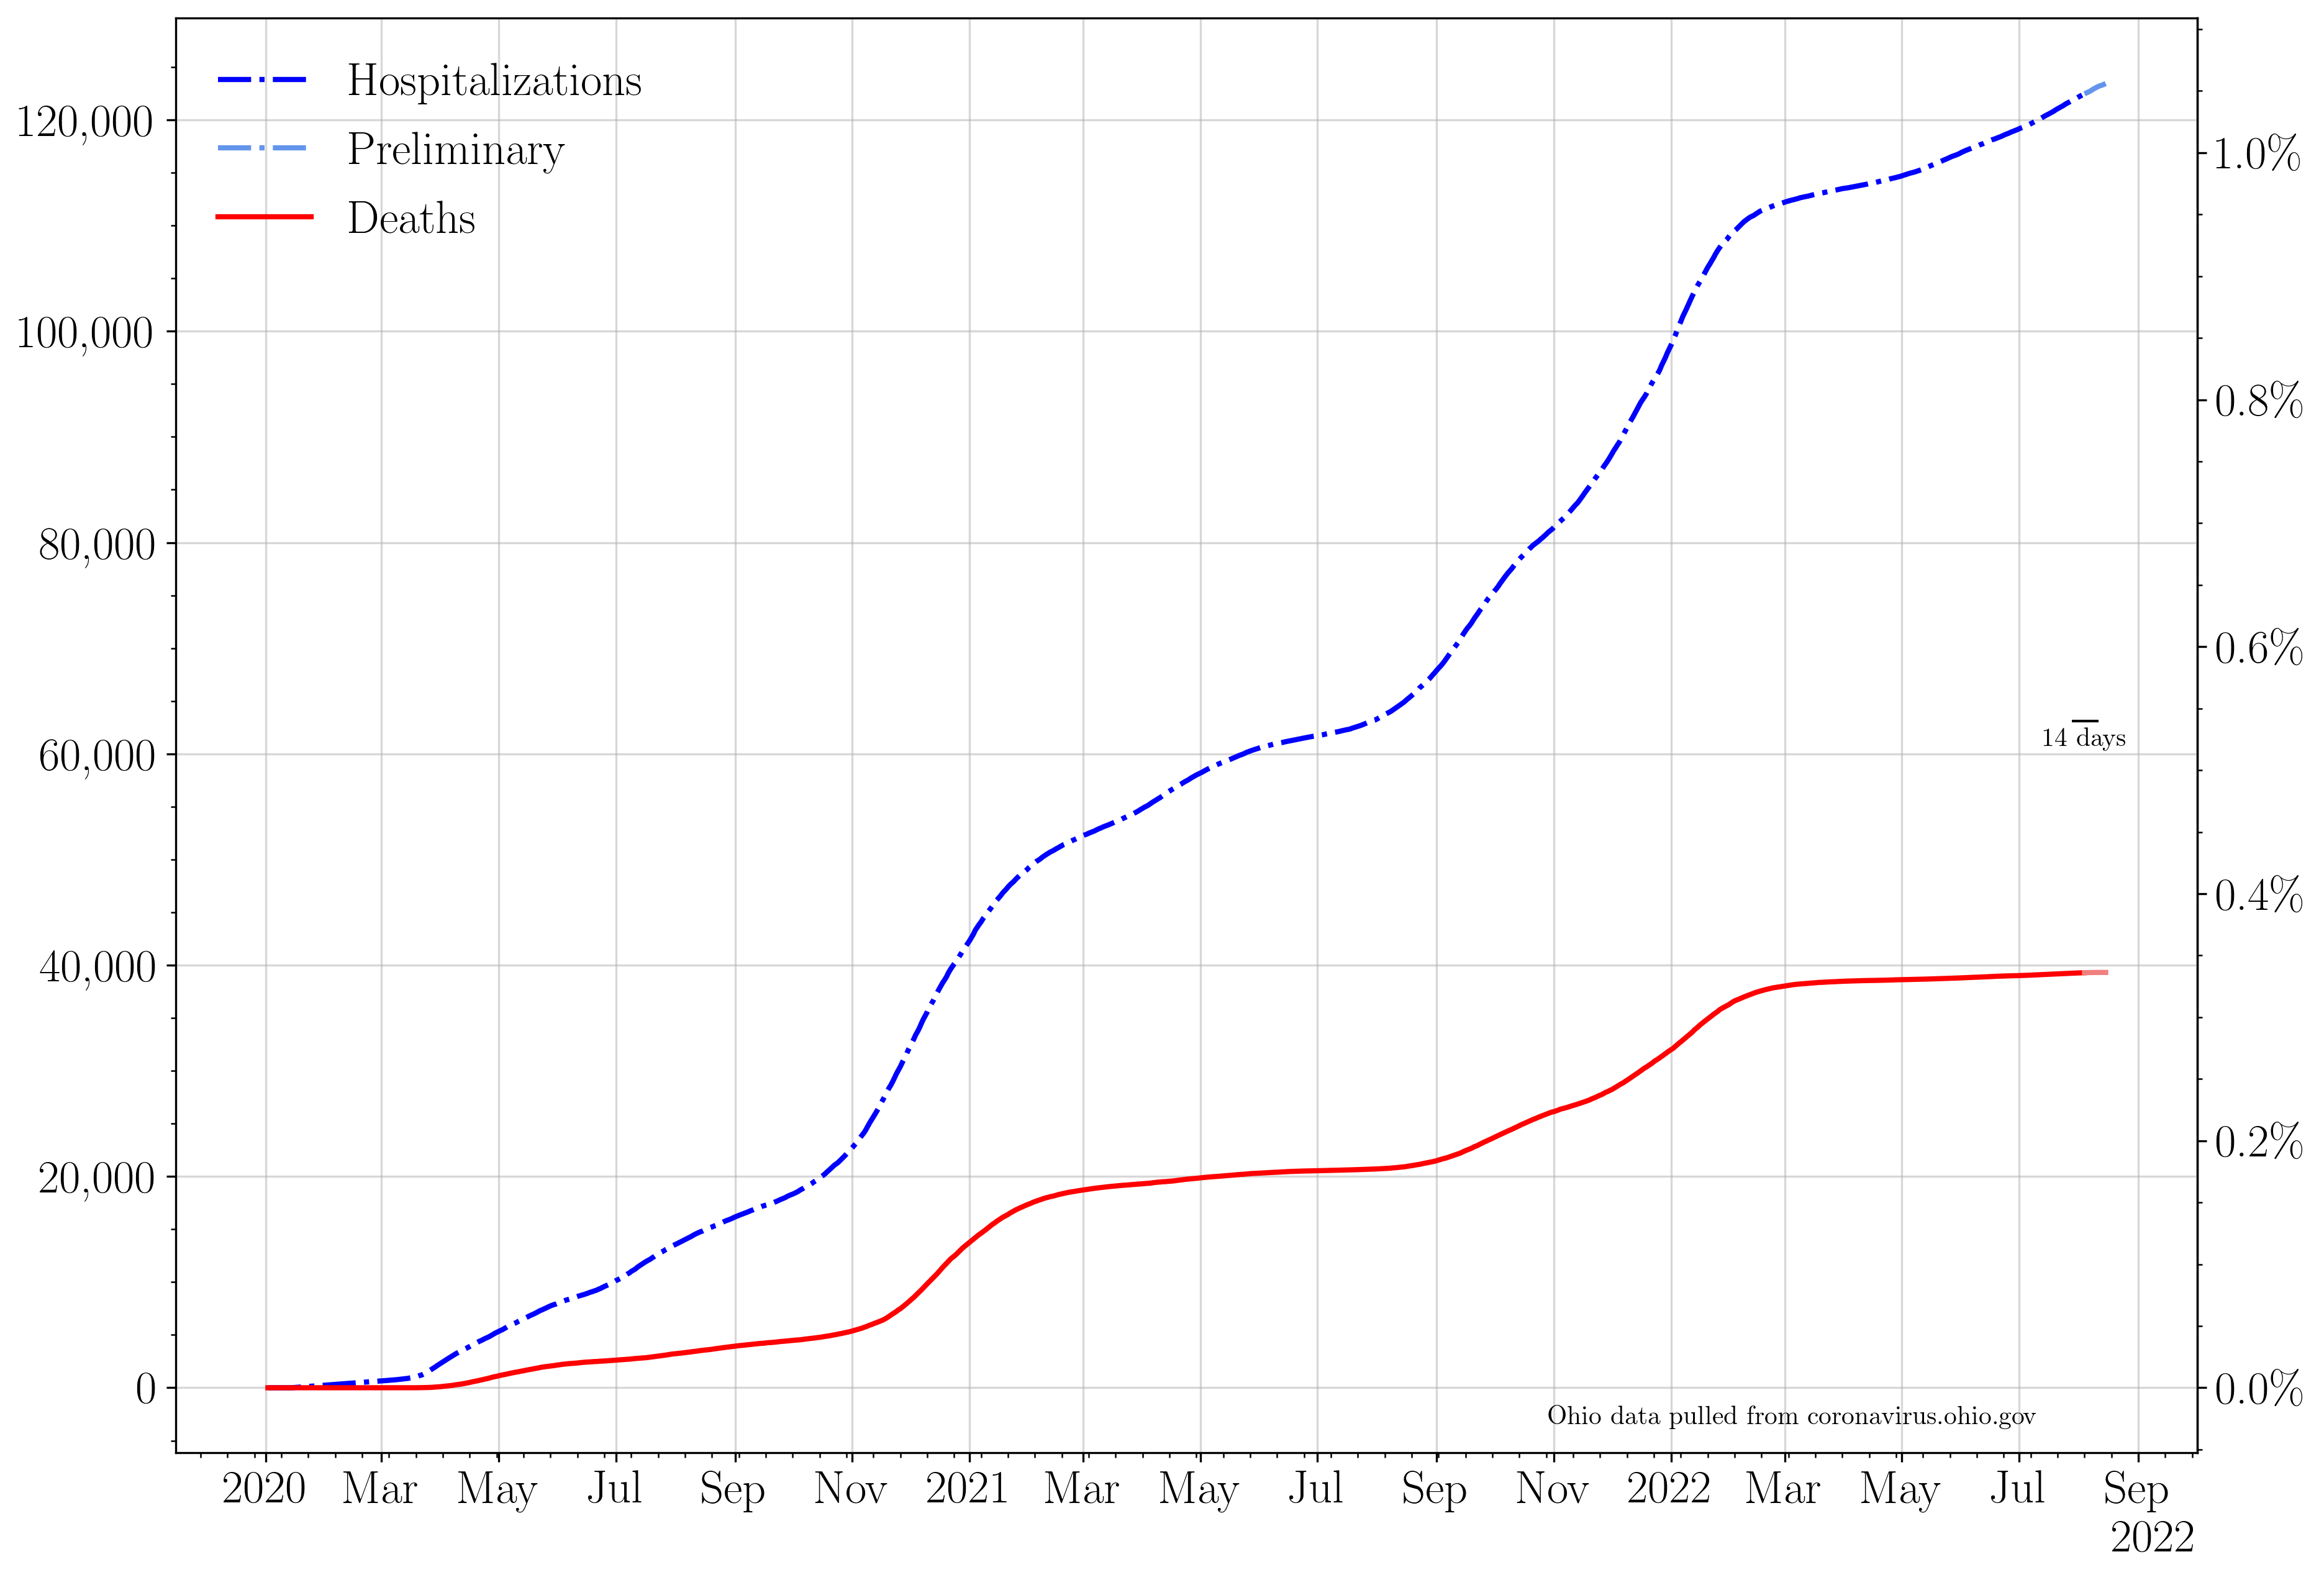 Hospitalizations
Preliminary
Deaths
120,000
100,000
80,000
60,000
40,000
20,000
0
1.0%
0.8%
0.6%
0.4%
0.2%
0.0%
14 days
Ohio data pulled from coronavirus.ohio.gov
2020 Mar May Jul Sep Nov 2021 Mar May Jul Sep Nov 2022 Mar May Jul Sep
2022